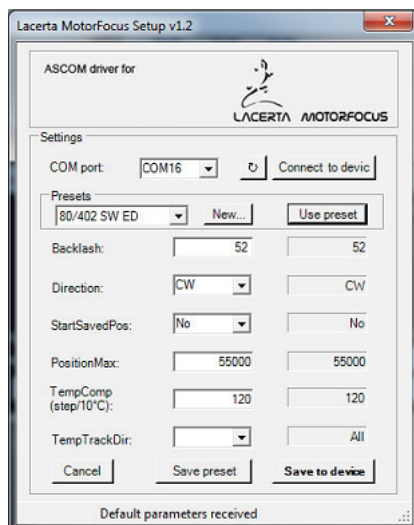 Lacerta MotorFocus Setup v1.2
ASCOM driver for
LACERTA MOTORFOCUS
Settings
COM port: COM16 Connect to devic
Presets
80/402 SW ED New... Use preset
Backlash: 52 52
Direction: CW CW
StartSavedPos: No No
PositionMax: 55000 55000
TempComp
(step/10°C): 120 120
TempTrackDir: All
Cancel Save preset Save to device
Default parameters received